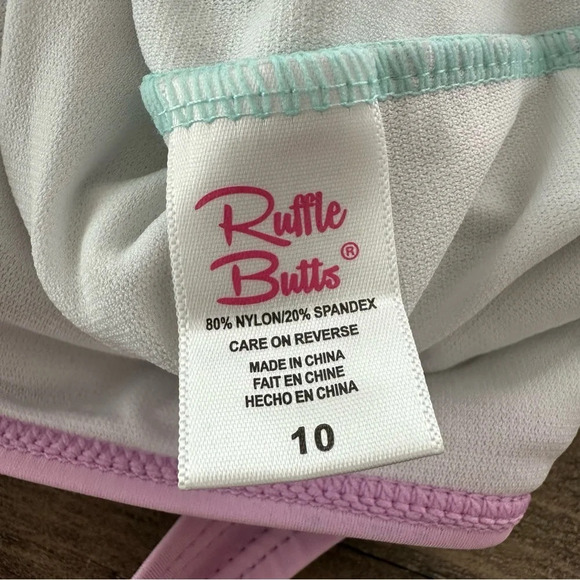 Ruffle
Butts®
80% NYLON/20% SPANDEX
CARE ON REVERSE
MADE IN CHINA
FAIT EN CHINE
HECHO EN CHINA
10